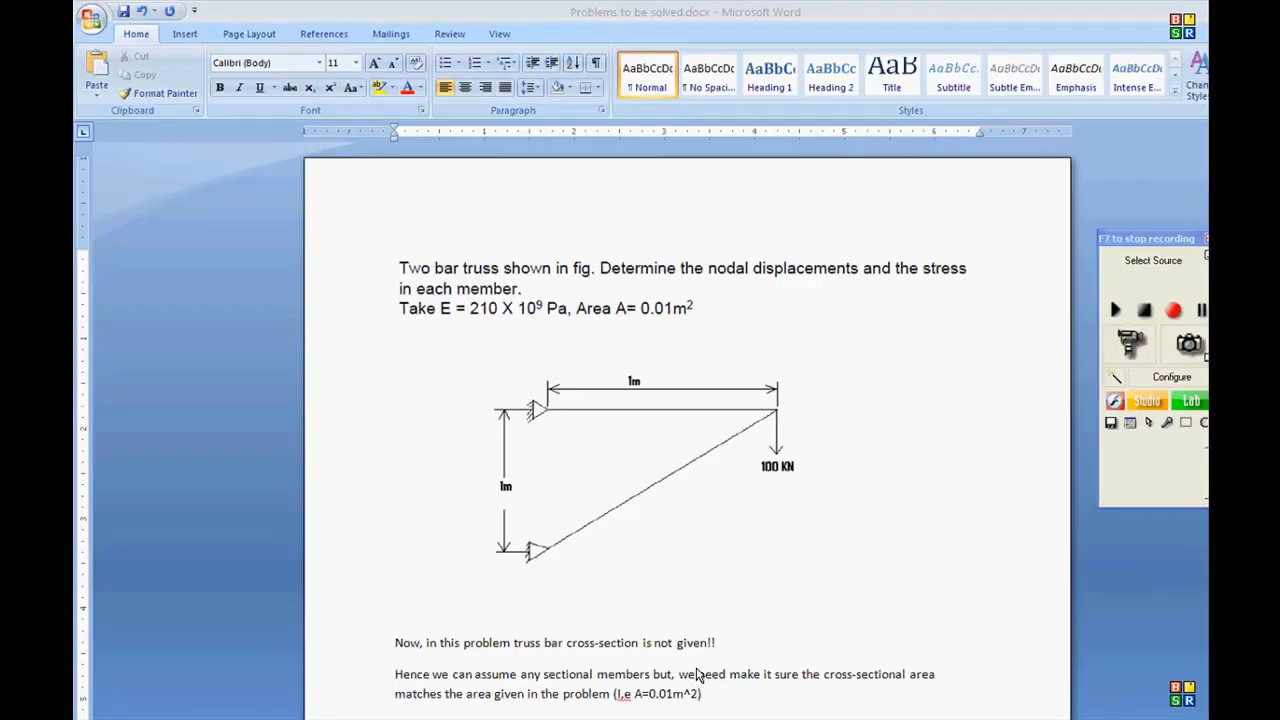 Problems to be solved.docx - Microsoft Word
Home Insert Page Layout References Mailings Review View
Paste
Cut
Copy
Format Painter
Clipboard
Calibri (Body) 11
B I U abc X₂ X² Aa
Font
Paragraph
AaBbCcDc AaBbCcDc AaBbC AaBbCc AaB AaBbCc. AaBbCcDc AaBbCcDc AaBbCcDc
¶ Normal ¶ No Spaci... Heading 1 Heading 2 Title Subtitle Subtle Em... Emphasis Intense E...
Styles
B
S R
F7 to stop recording
Select Source
Configure
Studio Lab
Two bar truss shown in fig. Determine the nodal displacements and the stress
in each member.
Take E = 210 X 10⁹ Pa, Area A= 0.01m²
1m
1m
100 KN
Now, in this problem truss bar cross-section is not given!!
Hence we can assume any sectional members but, we need make it sure the cross-sectional area
matches the area given in the problem (I.e A=0.01m^2)
B
S R